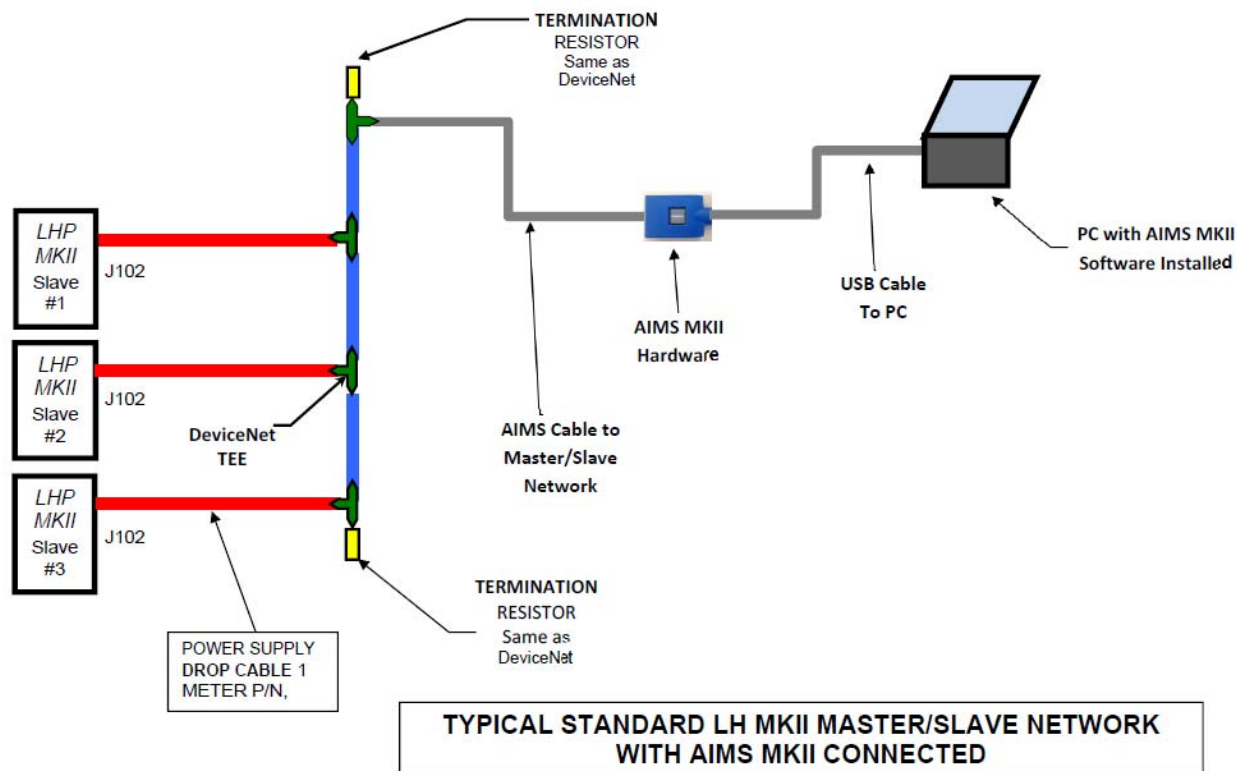 TERMINATION
RESISTOR
Same as
DeviceNet
LHP
MKII
Slave
#1
J102
PC with AIMS MKII
Software Installed
USB Cable
To PC
AIMS MKII
Hardware
LHP
MKII
Slave
#2
J102
DeviceNet
TEE
AIMS Cable to
Master/Slave
Network
LHP
MKII
Slave
#3
J102
TERMINATION
RESISTOR
Same as
DeviceNet
POWER SUPPLY
DROP CABLE 1
METER P/N,
TYPICAL STANDARD LH MKII MASTER/SLAVE NETWORK
WITH AIMS MKII CONNECTED